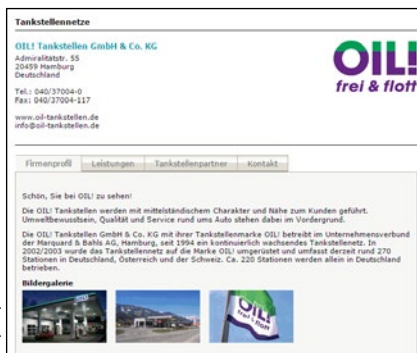 Tankstellennetze
OIL! Tankstellen GmbH & Co. KG
Admiralitätstr. 55
20459 Hamburg
Deutschland
Tel.: 040/37004-0
Fax: 040/37004-117
www.oil-tankstellen.de
info@oil-tankstellen.de
OIL!
frei & flott
Firmenprofil Leistungen Tankstellenpartner Kontakt
Schön, Sie bei OIL! zu sehen!
Die OIL! Tankstellen werden mit mittelständischem Charakter und Nähe zum Kunden geführt.
Umweltbewusstsein, Qualität und Service rund ums Auto stehen dabei im Vordergrund.
Die OIL! Tankstellen GmbH & Co. KG mit ihrer Tankstellenmarke OIL! betreibt im Unternehmensverbund
der Marquard & Bahls AG, Hamburg, seit 1994 ein kontinuierlich wachsendes Tankstellennetz. In
2002/2003 wurde das Tankstellennetz auf die Marke OIL! umgerüstet und umfasst derzeit rund 270
Stationen in Deutschland, Österreich und der Schweiz. Ca. 220 Stationen werden allein in Deutschland
betrieben.
Bildergalerie
OIL!
frei & flott